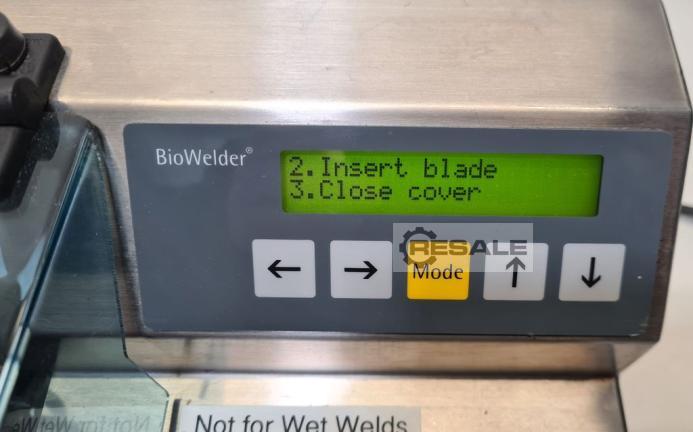 BioWelder®
2.Insert blade
3.Close cover
RESALE
← → Mode ↑ ↓
Not for Wet Welds